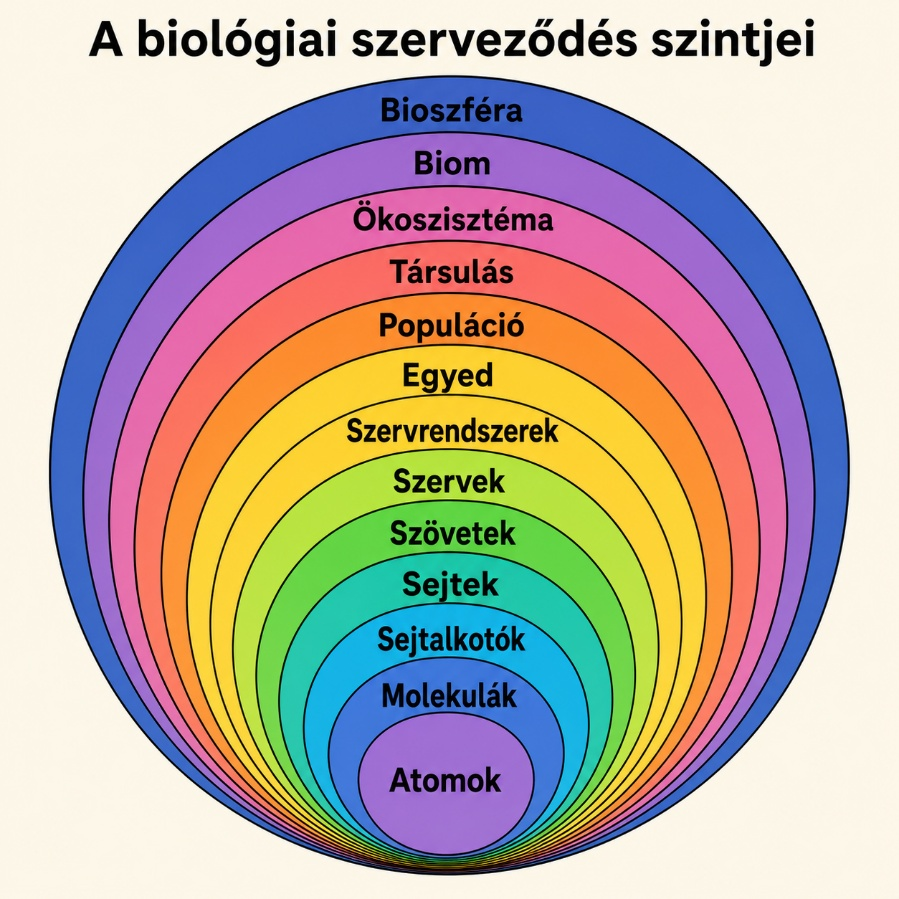 A biológiai szerveződés szintjei
Bioszféra
Biom
Ökoszisztéma
Társulás
Populáció
Egyed
Szervrendszerek
Szervek
Szövetek
Sejtek
Sejtalkotók
Molekulák
Atomok